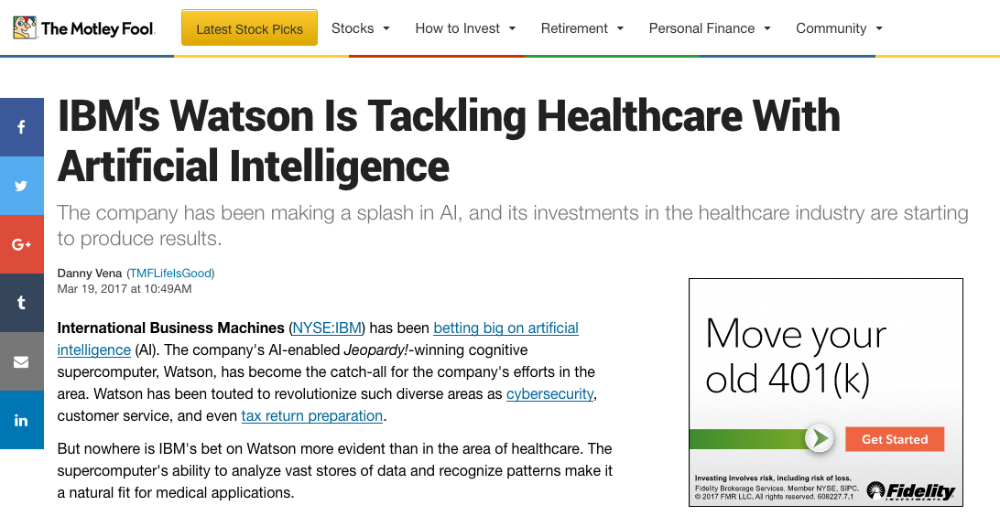 The Motley Fool.
Latest Stock Picks
Stocks
How to Invest
Retirement
Personal Finance
Community
IBM's Watson Is Tackling Healthcare With
Artificial Intelligence
The company has been making a splash in AI, and its investments in the healthcare industry are starting
to produce results.
Danny Vena (TMFLifeIsGood)
Mar 19, 2017 at 10:49AM
International Business Machines (NYSE:IBM) has been betting big on artificial
intelligence (AI). The company's AI-enabled Jeopardy!-winning cognitive
supercomputer, Watson, has become the catch-all for the company's efforts in the
area. Watson has been touted to revolutionize such diverse areas as cybersecurity,
customer service, and even tax return preparation.
But nowhere is IBM's bet on Watson more evident than in the area of healthcare. The
supercomputer's ability to analyze vast stores of data and recognize patterns make it
a natural fit for medical applications.
f
G+
t
in
Move your
old 401(k)
Get Started
Investing involves risk, including risk of loss.
Fidelity Brokerage Services, Member NYSE, SIPC.
© 2017 FMR LLC. All rights reserved. 608227.7.1
Fidelity
INVESTMENTS